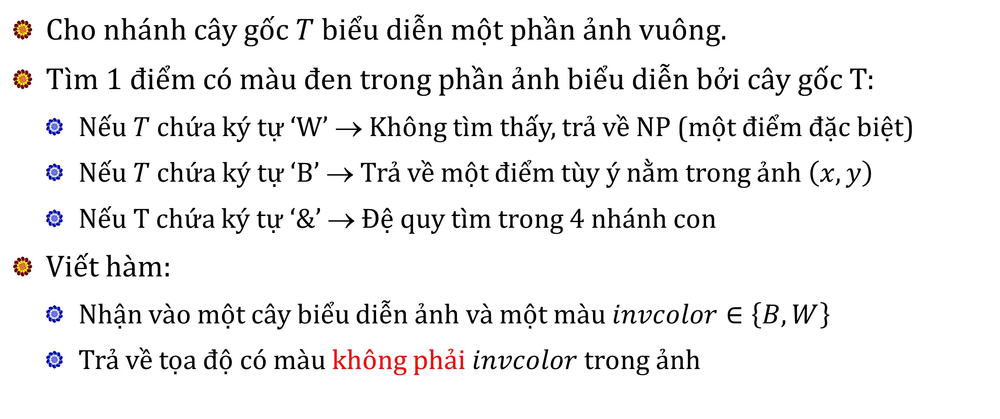 Cho nhánh cây gốc T biểu diễn một phần ảnh vuông.
Tìm 1 điểm có màu đen trong phần ảnh biểu diễn bởi cây gốc T:
Nếu T chứa ký tự ‘W’ → Không tìm thấy, trả về NP (một điểm đặc biệt)
Nếu T chứa ký tự ‘B’ → Trả về một điểm tùy ý nằm trong ảnh (x, y)
Nếu T chứa ký tự ‘&’ → Đệ quy tìm trong 4 nhánh con
Viết hàm:
Nhận vào một cây biểu diễn ảnh và một màu invcolor ∈ {B, W}
Trả về tọa độ có màu không phải invcolor trong ảnh